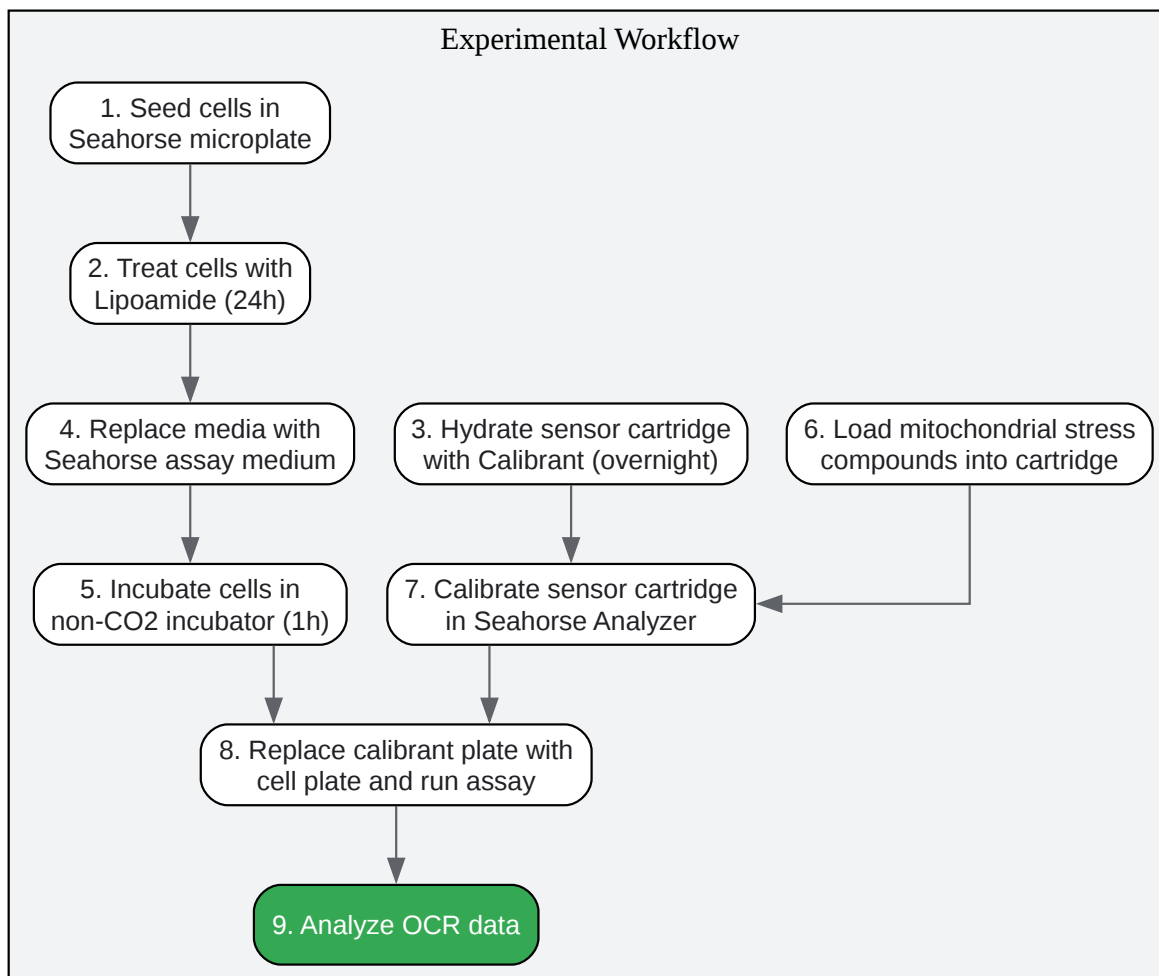 Experimental Workflow
1. Seed cells in
Seahorse microplate
2. Treat cells with
Lipoamide (24h)
4. Replace media with
Seahorse assay medium
3. Hydrate sensor cartridge
with Calibrant (overnight)
6. Load mitochondrial stress
compounds into cartridge
5. Incubate cells in
non-CO2 incubator (1h)
7. Calibrate sensor cartridge
in Seahorse Analyzer
8. Replace calibrant plate with
cell plate and run assay
9. Analyze OCR data